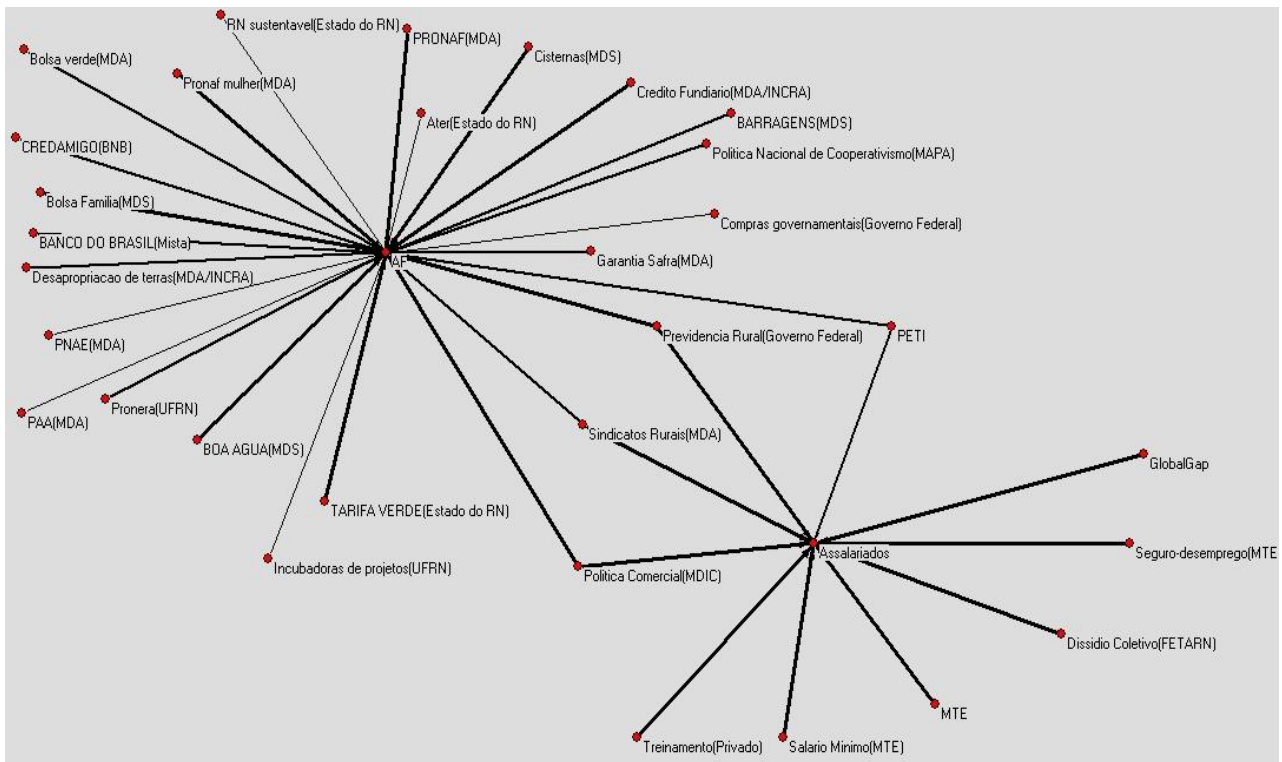 RN sustentavel(Estado do RN)
PRONAF(MDA)
Bolsa verde(MDA)
Cisternas(MDS)
Pronaf mulher(MDA)
Credito Fundiario(MDA/INCRA)
Ater(Estado do RN)
BARRAGENS(MDS)
CREDAMIGO(BNB)
Politica Nacional de Cooperativismo(MAPA)
Bolsa Familia(MDS)
Compras governamentais(Governo Federal)
BANCO DO BRASIL(Mista)
AF
Garantia Safra(MDA)
Desapropriacao de terras(MDA/INCRA)
PNAE(MDA)
Previdencia Rural(Governo Federal)
PETI
PAA(MDA)
Pronera(UFRN)
BOA AGUA(MDS)
Sindicatos Rurais(MDA)
GlobalGap
TARIFA VERDE(Estado do RN)
Assalariados
Seguro-desemprego(MTE
Incubadoras de projetos(UFRN)
Politica Comercial(MDIC)
Dissidio Coletivo(FETARN)
MTE
Treinamento(Privado)
Salario Minimo(MTE)